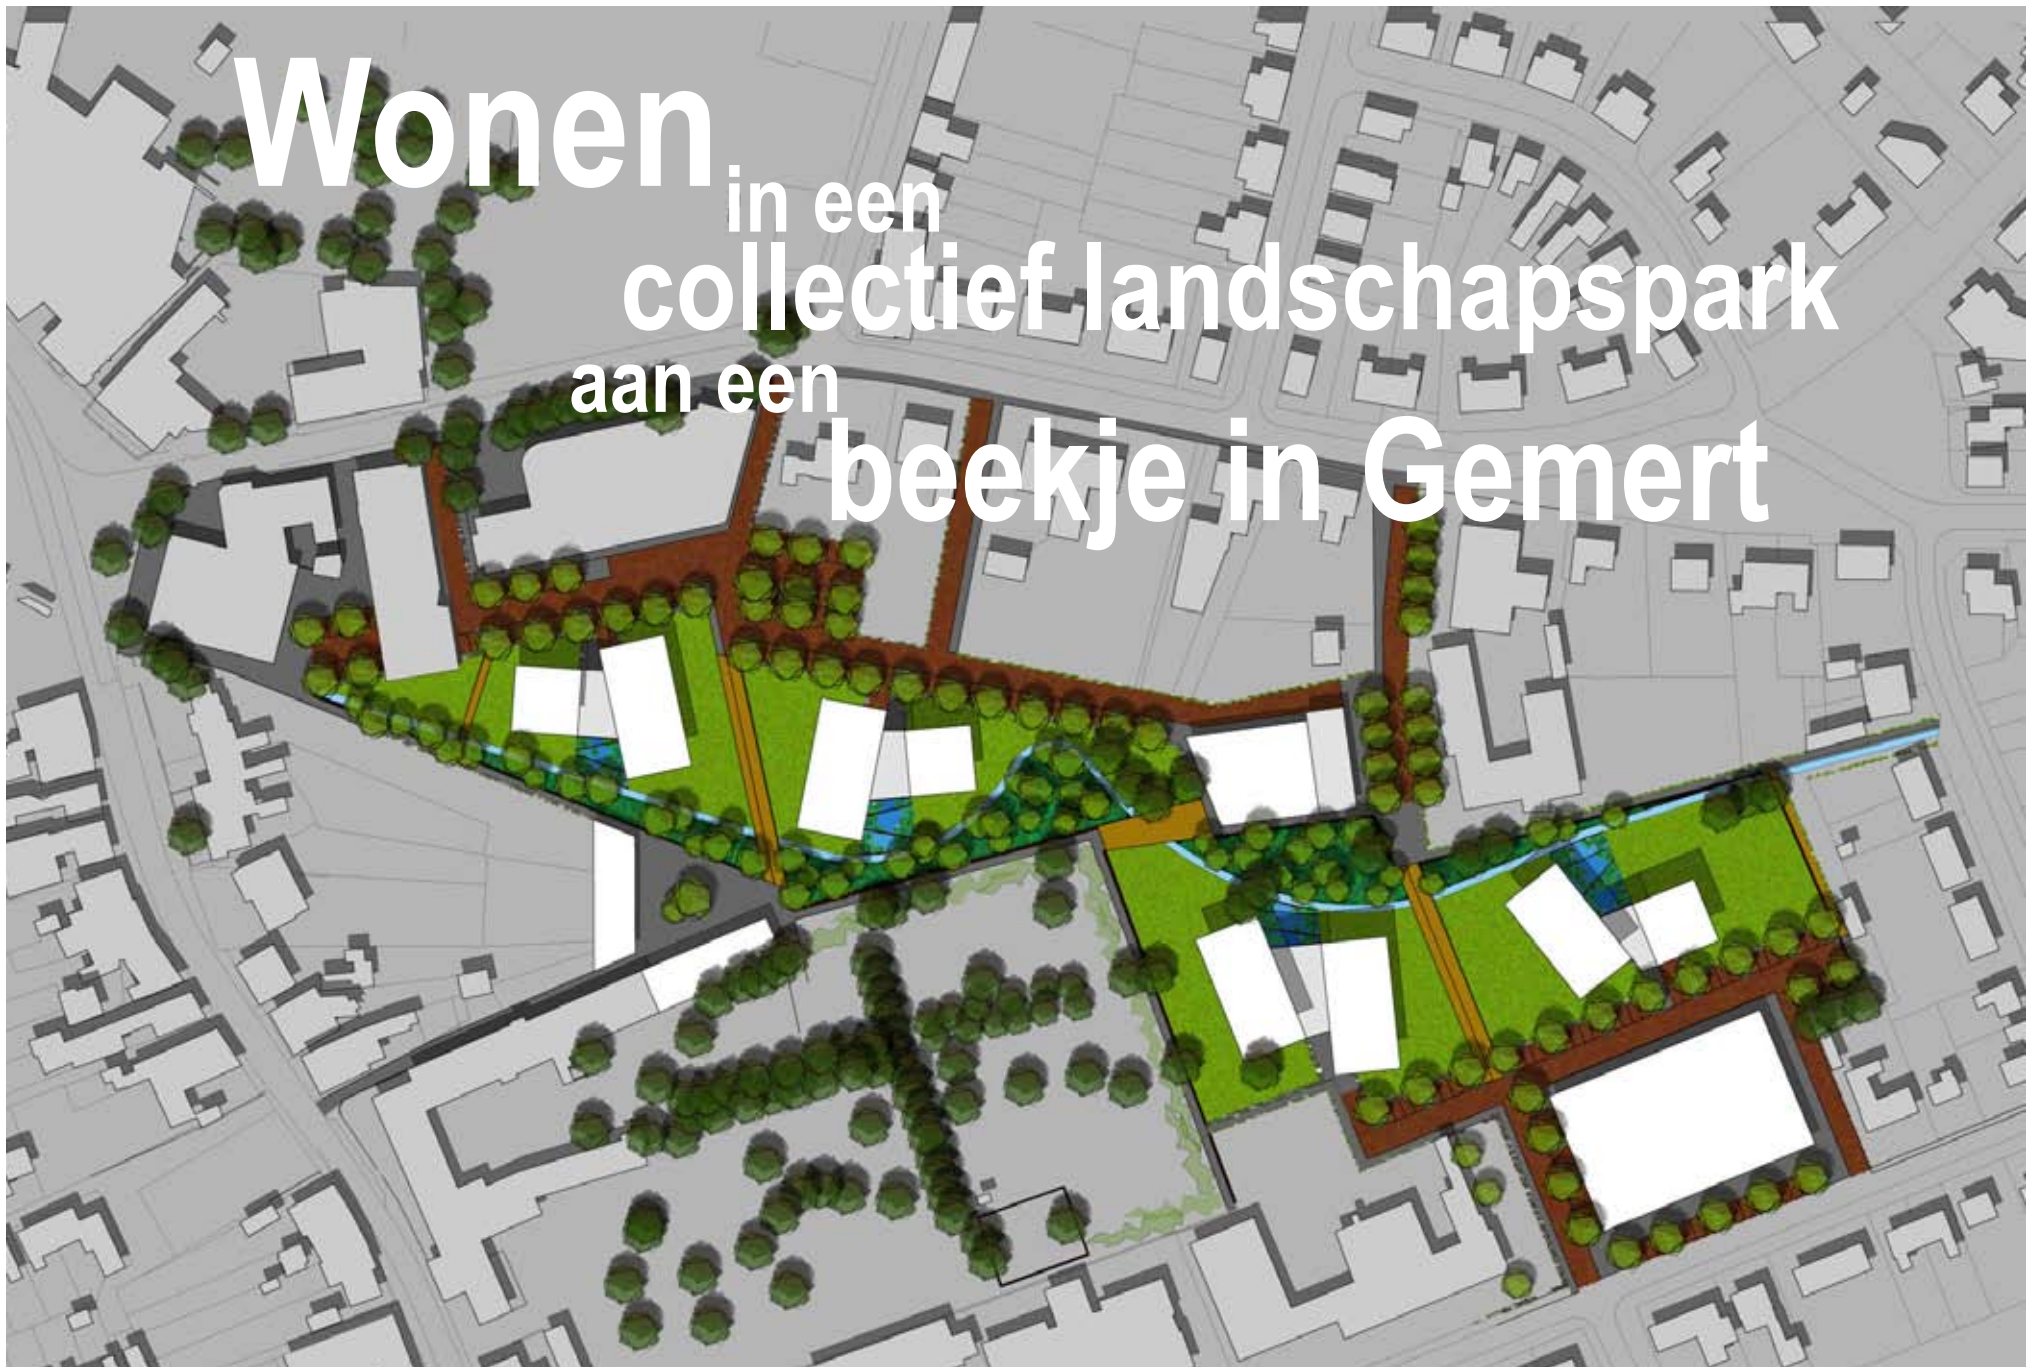 Wonen
in een
collectief landschapspark
aan een
beekje in Gemert